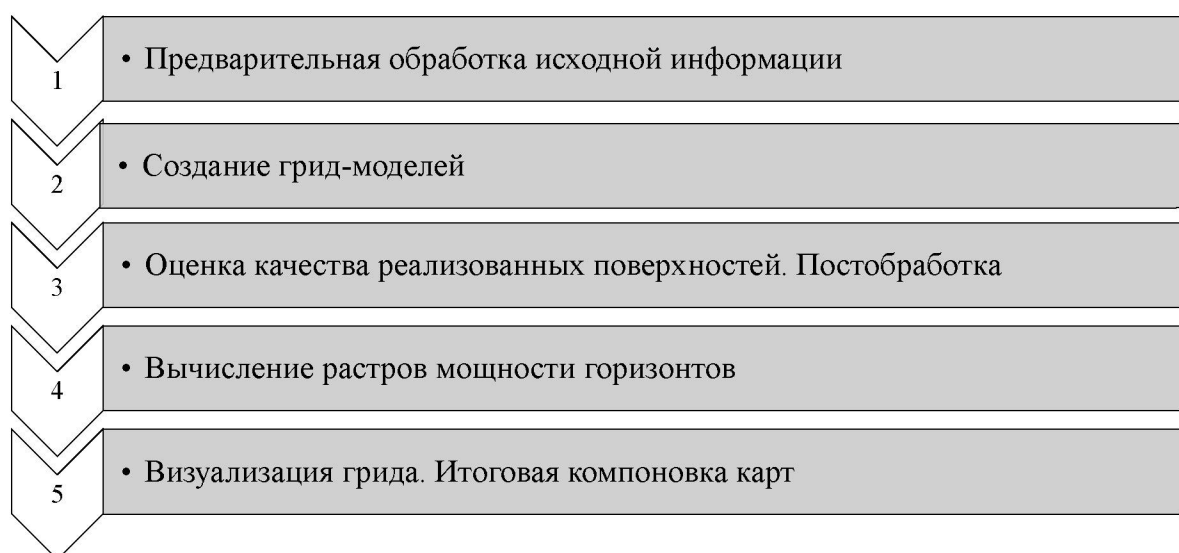 1
• Предварительная обработка исходной информации
2
• Создание грид-моделей
3
• Оценка качества реализованных поверхностей. Постобработка
4
• Вычисление растров мощности горизонтов
5
• Визуализация грида. Итоговая компоновка карт